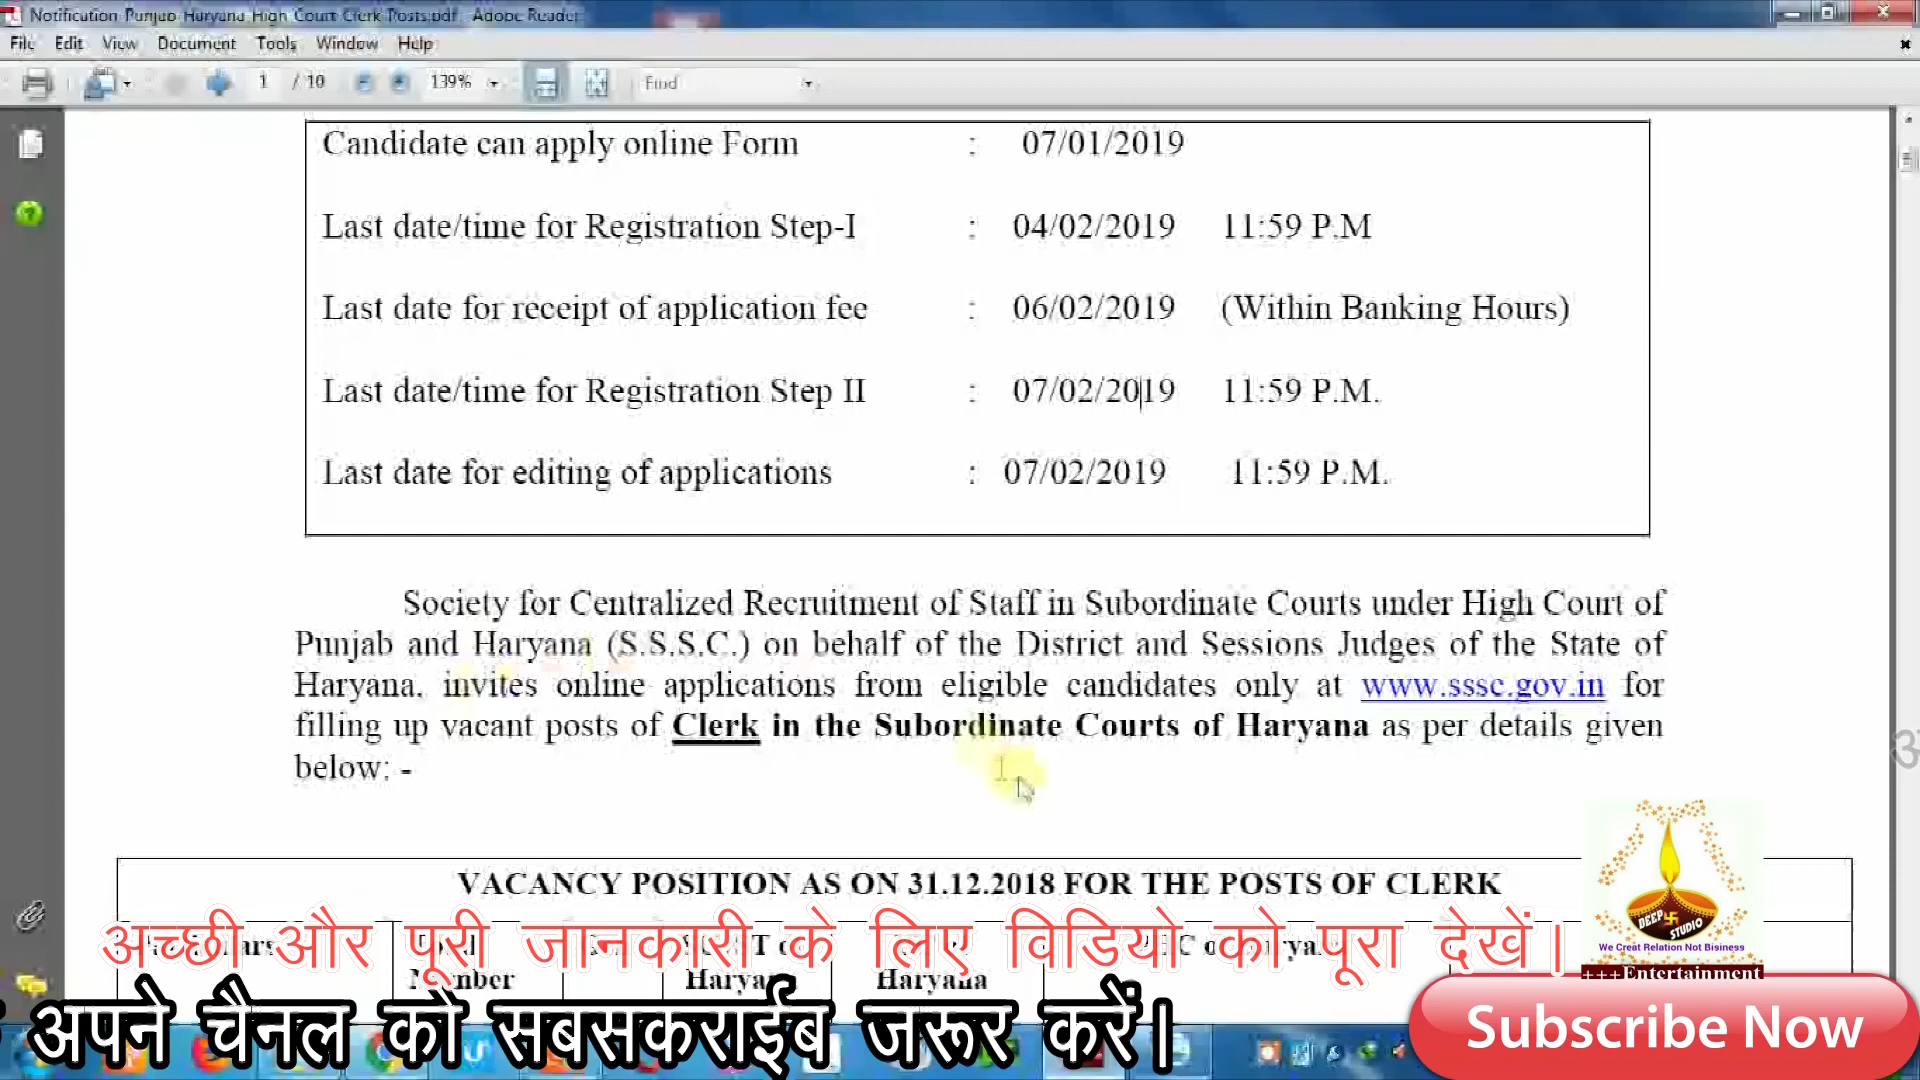 Notification Punjab Haryana High Court Clerk Posts.pdf - Adobe Reader
File Edit View Document Tools Window Help
1 / 10 139% Find
Candidate can apply online Form : 07/01/2019
Last date/time for Registration Step-I : 04/02/2019 11:59 P.M
Last date for receipt of application fee : 06/02/2019 (Within Banking Hours)
Last date/time for Registration Step II : 07/02/2019 11:59 P.M.
Last date for editing of applications : 07/02/2019 11:59 P.M.
Society for Centralized Recruitment of Staff in Subordinate Courts under High Court of
Punjab and Haryana (S.S.S.C.) on behalf of the District and Sessions Judges of the State of
Haryana, invites online applications from eligible candidates only at www.sssc.gov.in for
filling up vacant posts of Clerk in the Subordinate Courts of Haryana as per details given
below: -
VACANCY POSITION AS ON 31.12.2018 FOR THE POSTS OF CLERK
अच्छी और पूरी जानकारी के लिए विडियो को पूरा देखें।
Number Haryana Haryana
DEEP STUDIO
We Creat Relation Not Bisiness
+++Entertainment
अपने चैनल को सबसकराईब जरूर करें।
Subscribe Now